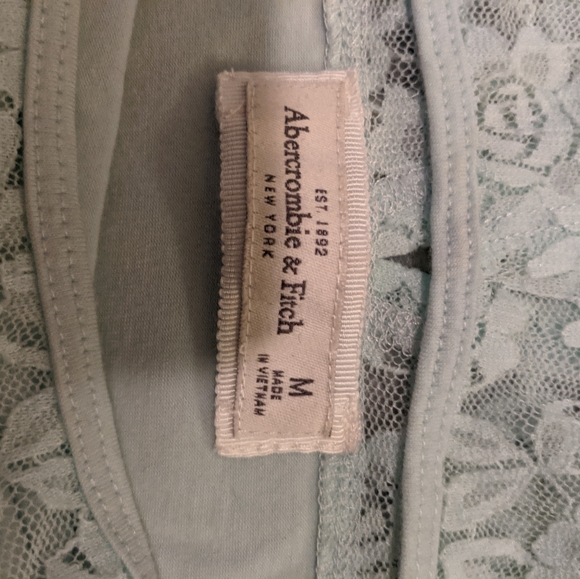 EST. 1892
Abercrombie & Fitch
NEW YORK
M
MADE
IN VIETNAM